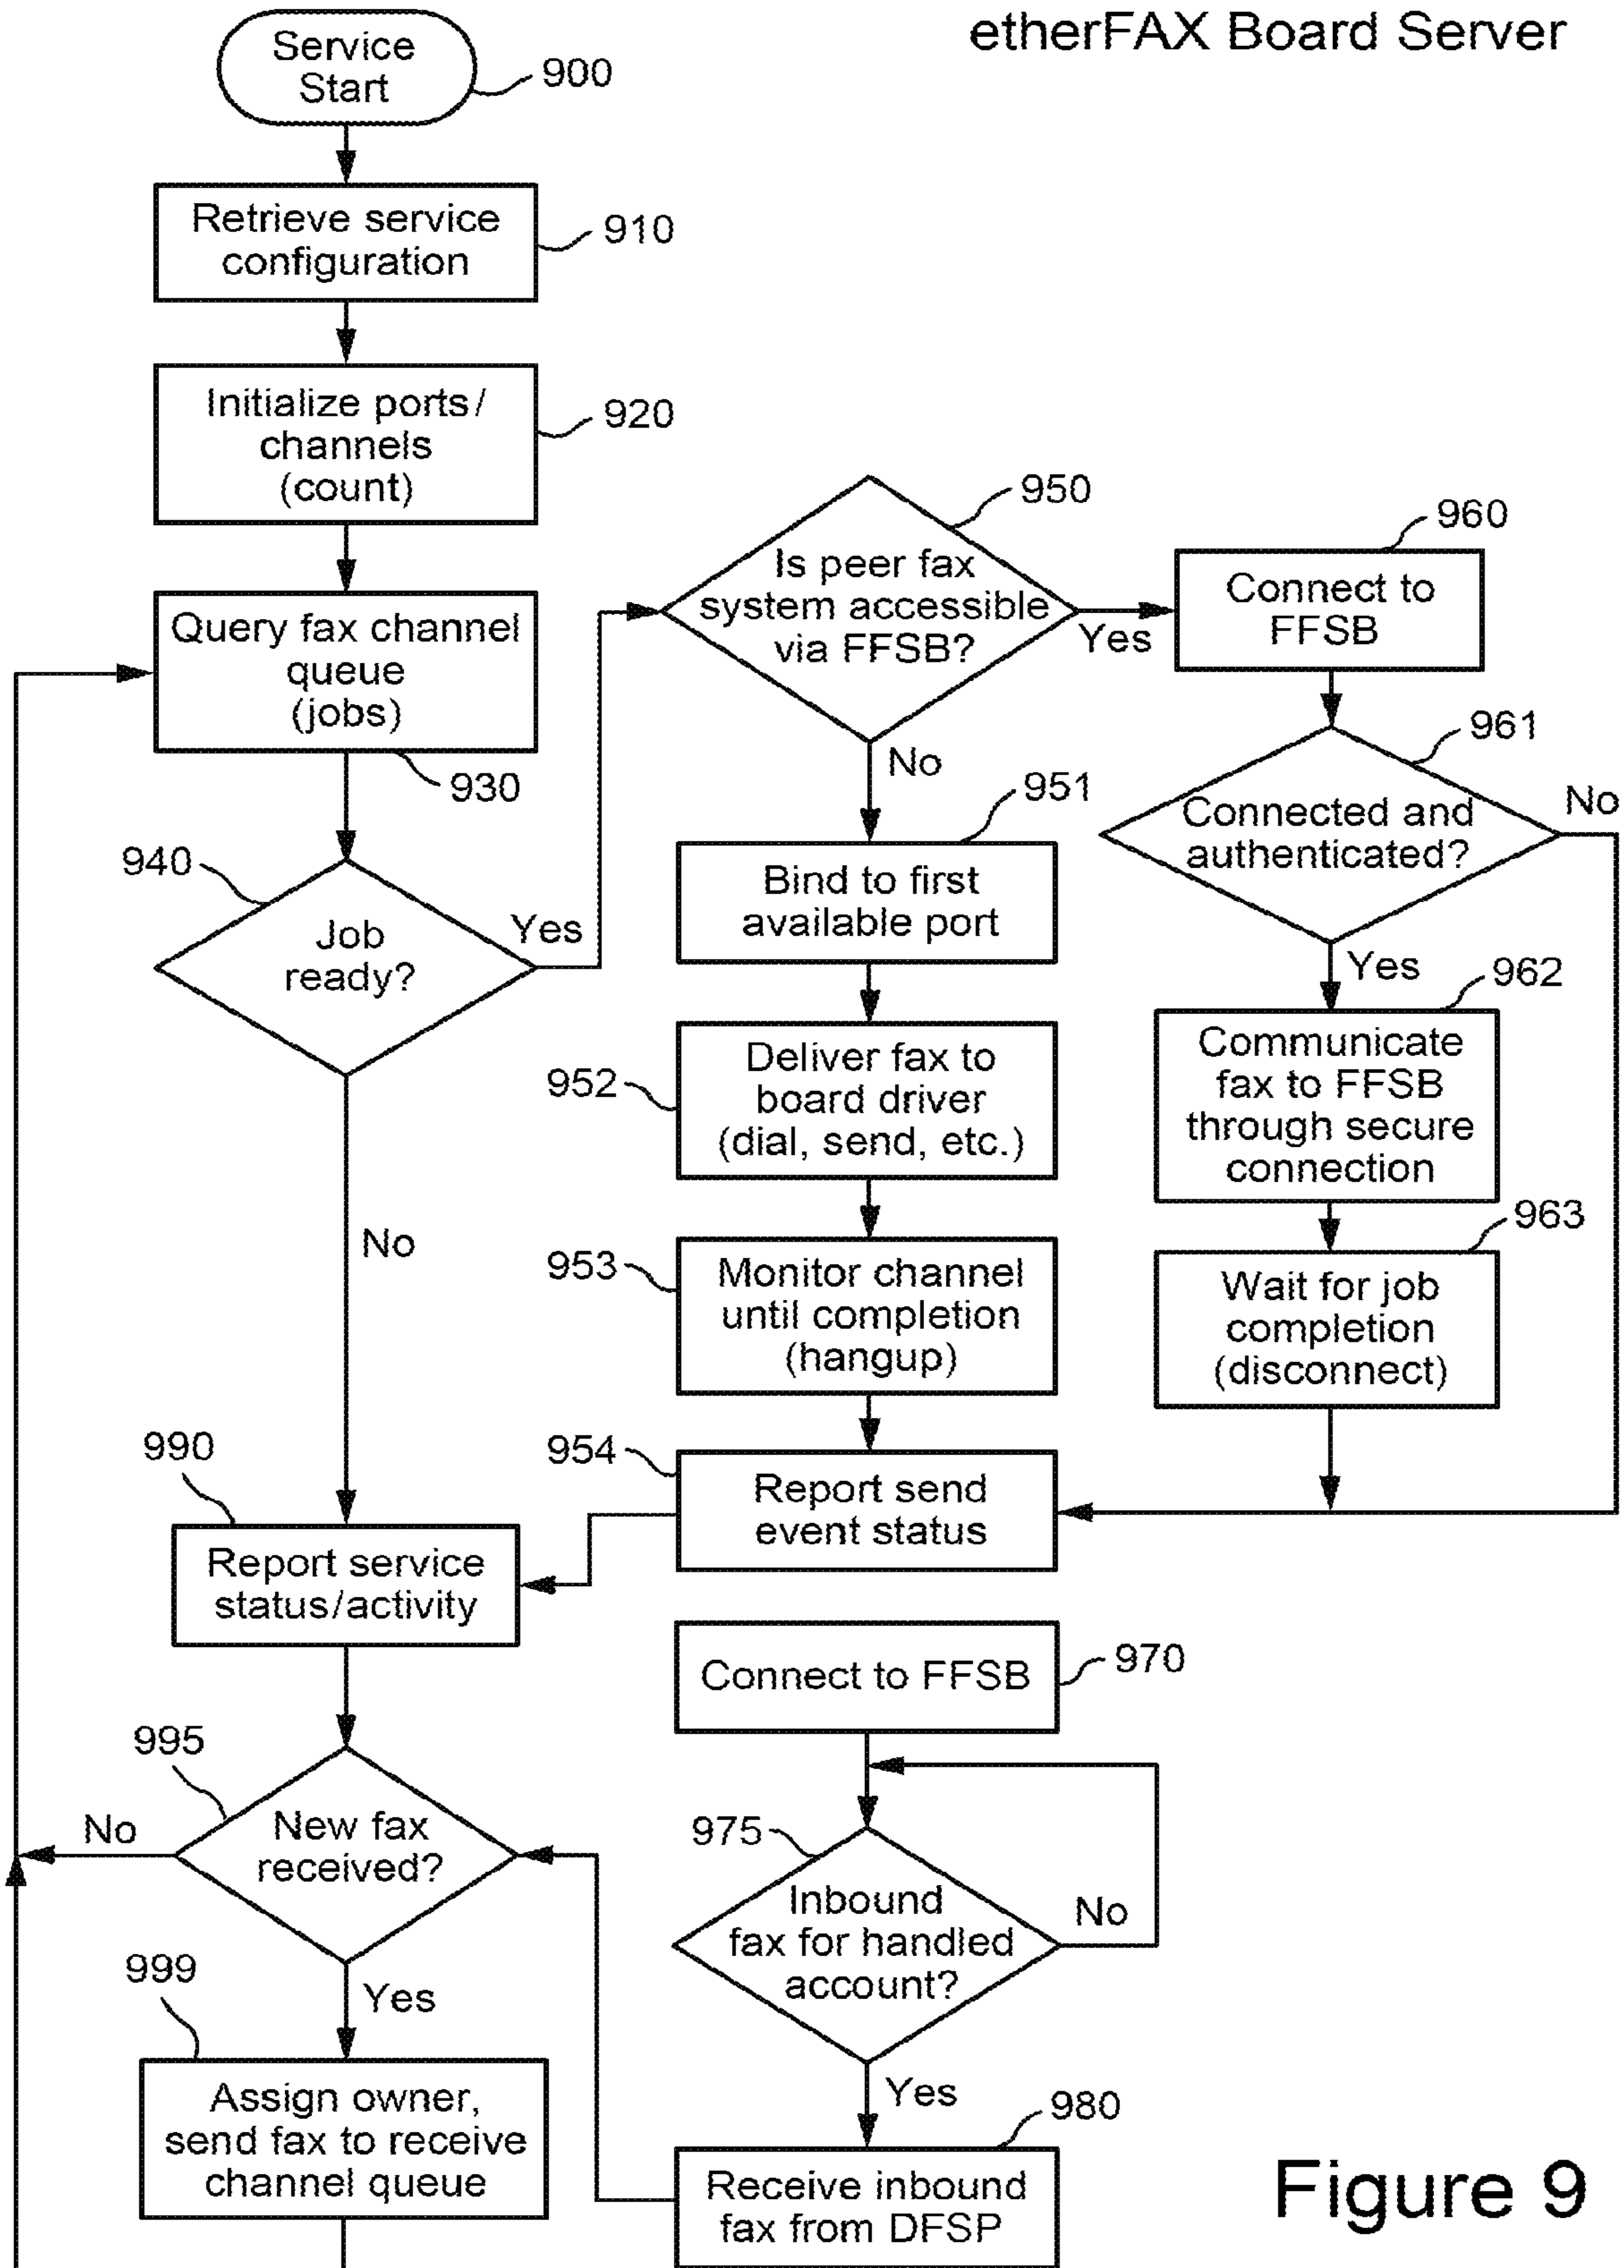 etherFAX Board Server
Service
Start
900
Retrieve service
configuration
910
Initialize ports/
channels
(count)
920
Query fax channel
queue
(jobs)
930
940
Job
ready?
Yes
No
950
Is peer fax
system accessible
via FFSB?
Yes
No
951
Bind to first
available port
952
Deliver fax to
board driver
(dial, send, etc.)
953
Monitor channel
until completion
(hangup)
954
Report send
event status
960
Connect to
FFSB
961
Connected and
authenticated?
No
Yes
962
Communicate
fax to FFSB
through secure
connection
963
Wait for job
completion
(disconnect)
990
Report service
status/activity
995
New fax
received?
No
Yes
999
Assign owner,
send fax to receive
channel queue
Connect to FFSB
970
975
Inbound
fax for handled
account?
No
Yes
980
Receive inbound
fax from DFSP
Figure 9